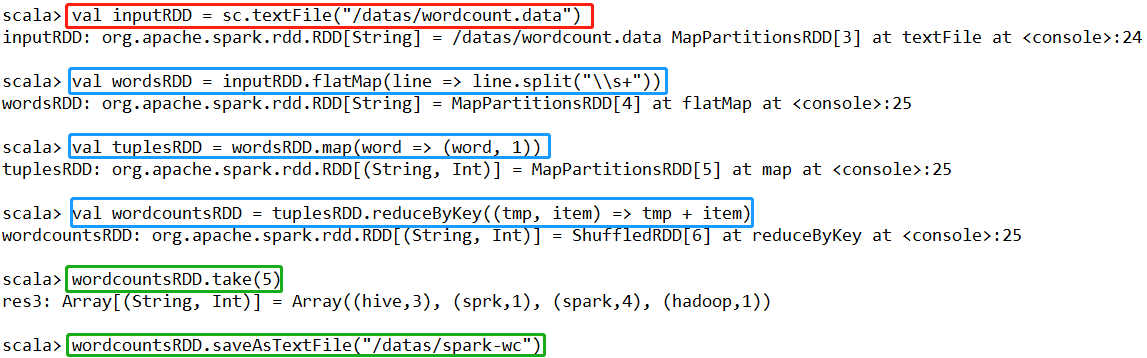 scala> val inputRDD = sc.textFile("/datas/wordcount.data")
inputRDD: org.apache.spark.rdd.RDD[String] = /datas/wordcount.data MapPartitionsRDD[3] at textFile at <console>:24
scala> val wordsRDD = inputRDD.flatMap(line => line.split("\\s+"))
wordsRDD: org.apache.spark.rdd.RDD[String] = MapPartitionsRDD[4] at flatMap at <console>:25
scala> val tuplesRDD = wordsRDD.map(word => (word, 1))
tuplesRDD: org.apache.spark.rdd.RDD[(String, Int)] = MapPartitionsRDD[5] at map at <console>:25
scala> val wordcountsRDD = tuplesRDD.reduceByKey((tmp, item) => tmp + item)
wordcountsRDD: org.apache.spark.rdd.RDD[(String, Int)] = ShuffledRDD[6] at reduceByKey at <console>:25
scala> wordcountsRDD.take(5)
res3: Array[(String, Int)] = Array((hive,3), (sprk,1), (spark,4), (hadoop,1))
scala> wordcountsRDD.saveAsTextFile("/datas/spark-wc")